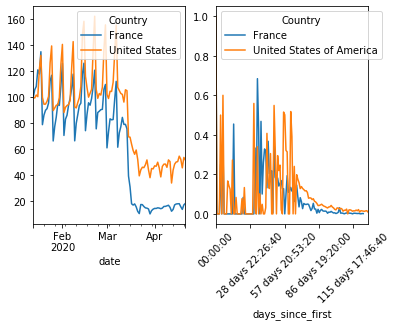 Country
France
United States
160
140
120
100
80
60
40
20
Feb
2020
Mar
Apr
date
Country
France
United States of America
1.0
0.8
0.6
0.4
0.2
0.0
00:00:00
28 days 22:26:40
57 days 20:53:20
86 days 19:20:00
115 days 17:46:40
days_since_first